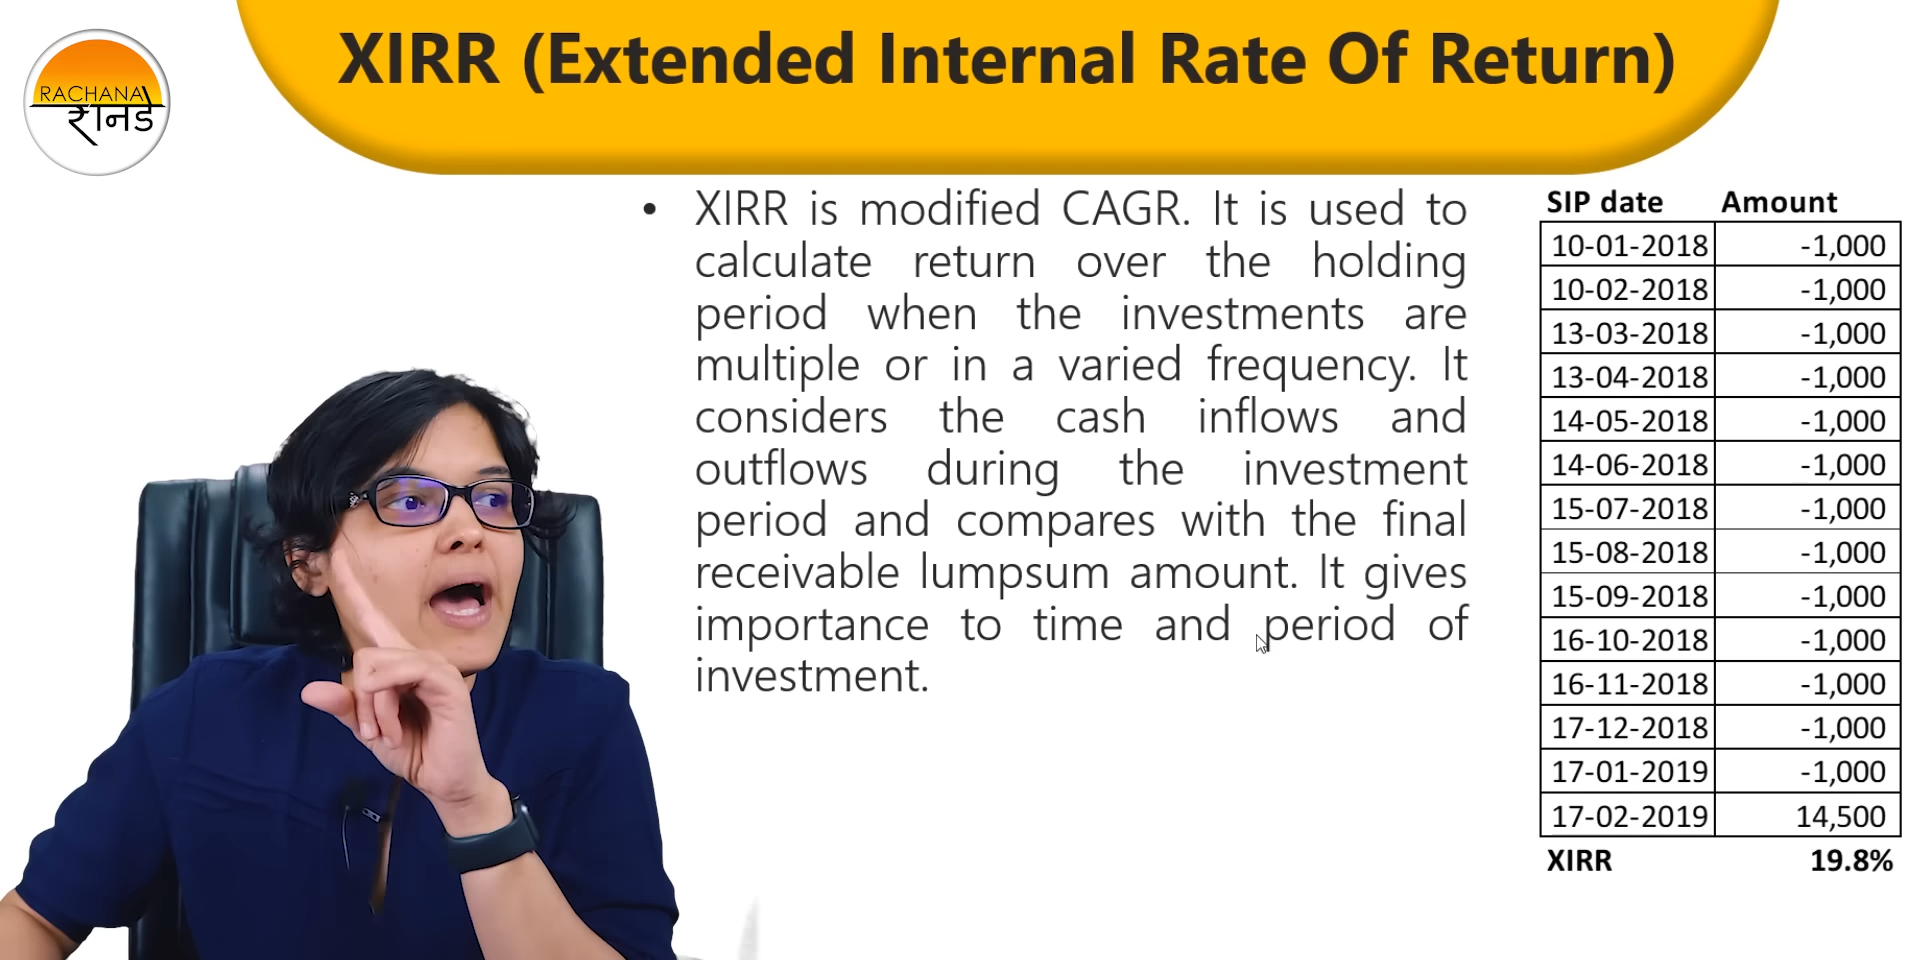 XIRR (Extended Internal Rate Of Return)
RACHANA
रानडे
• XIRR is modified CAGR. It is used to
calculate return over the holding
period when the investments are
multiple or in a varied frequency. It
considers the cash inflows and
outflows during the investment
period and compares with the final
receivable lumpsum amount. It gives
importance to time and period of
investment.
SIP date Amount
10-01-2018 -1,000
10-02-2018 -1,000
13-03-2018 -1,000
13-04-2018 -1,000
14-05-2018 -1,000
14-06-2018 -1,000
15-07-2018 -1,000
15-08-2018 -1,000
15-09-2018 -1,000
16-10-2018 -1,000
16-11-2018 -1,000
17-12-2018 -1,000
17-01-2019 -1,000
17-02-2019 14,500
XIRR 19.8%